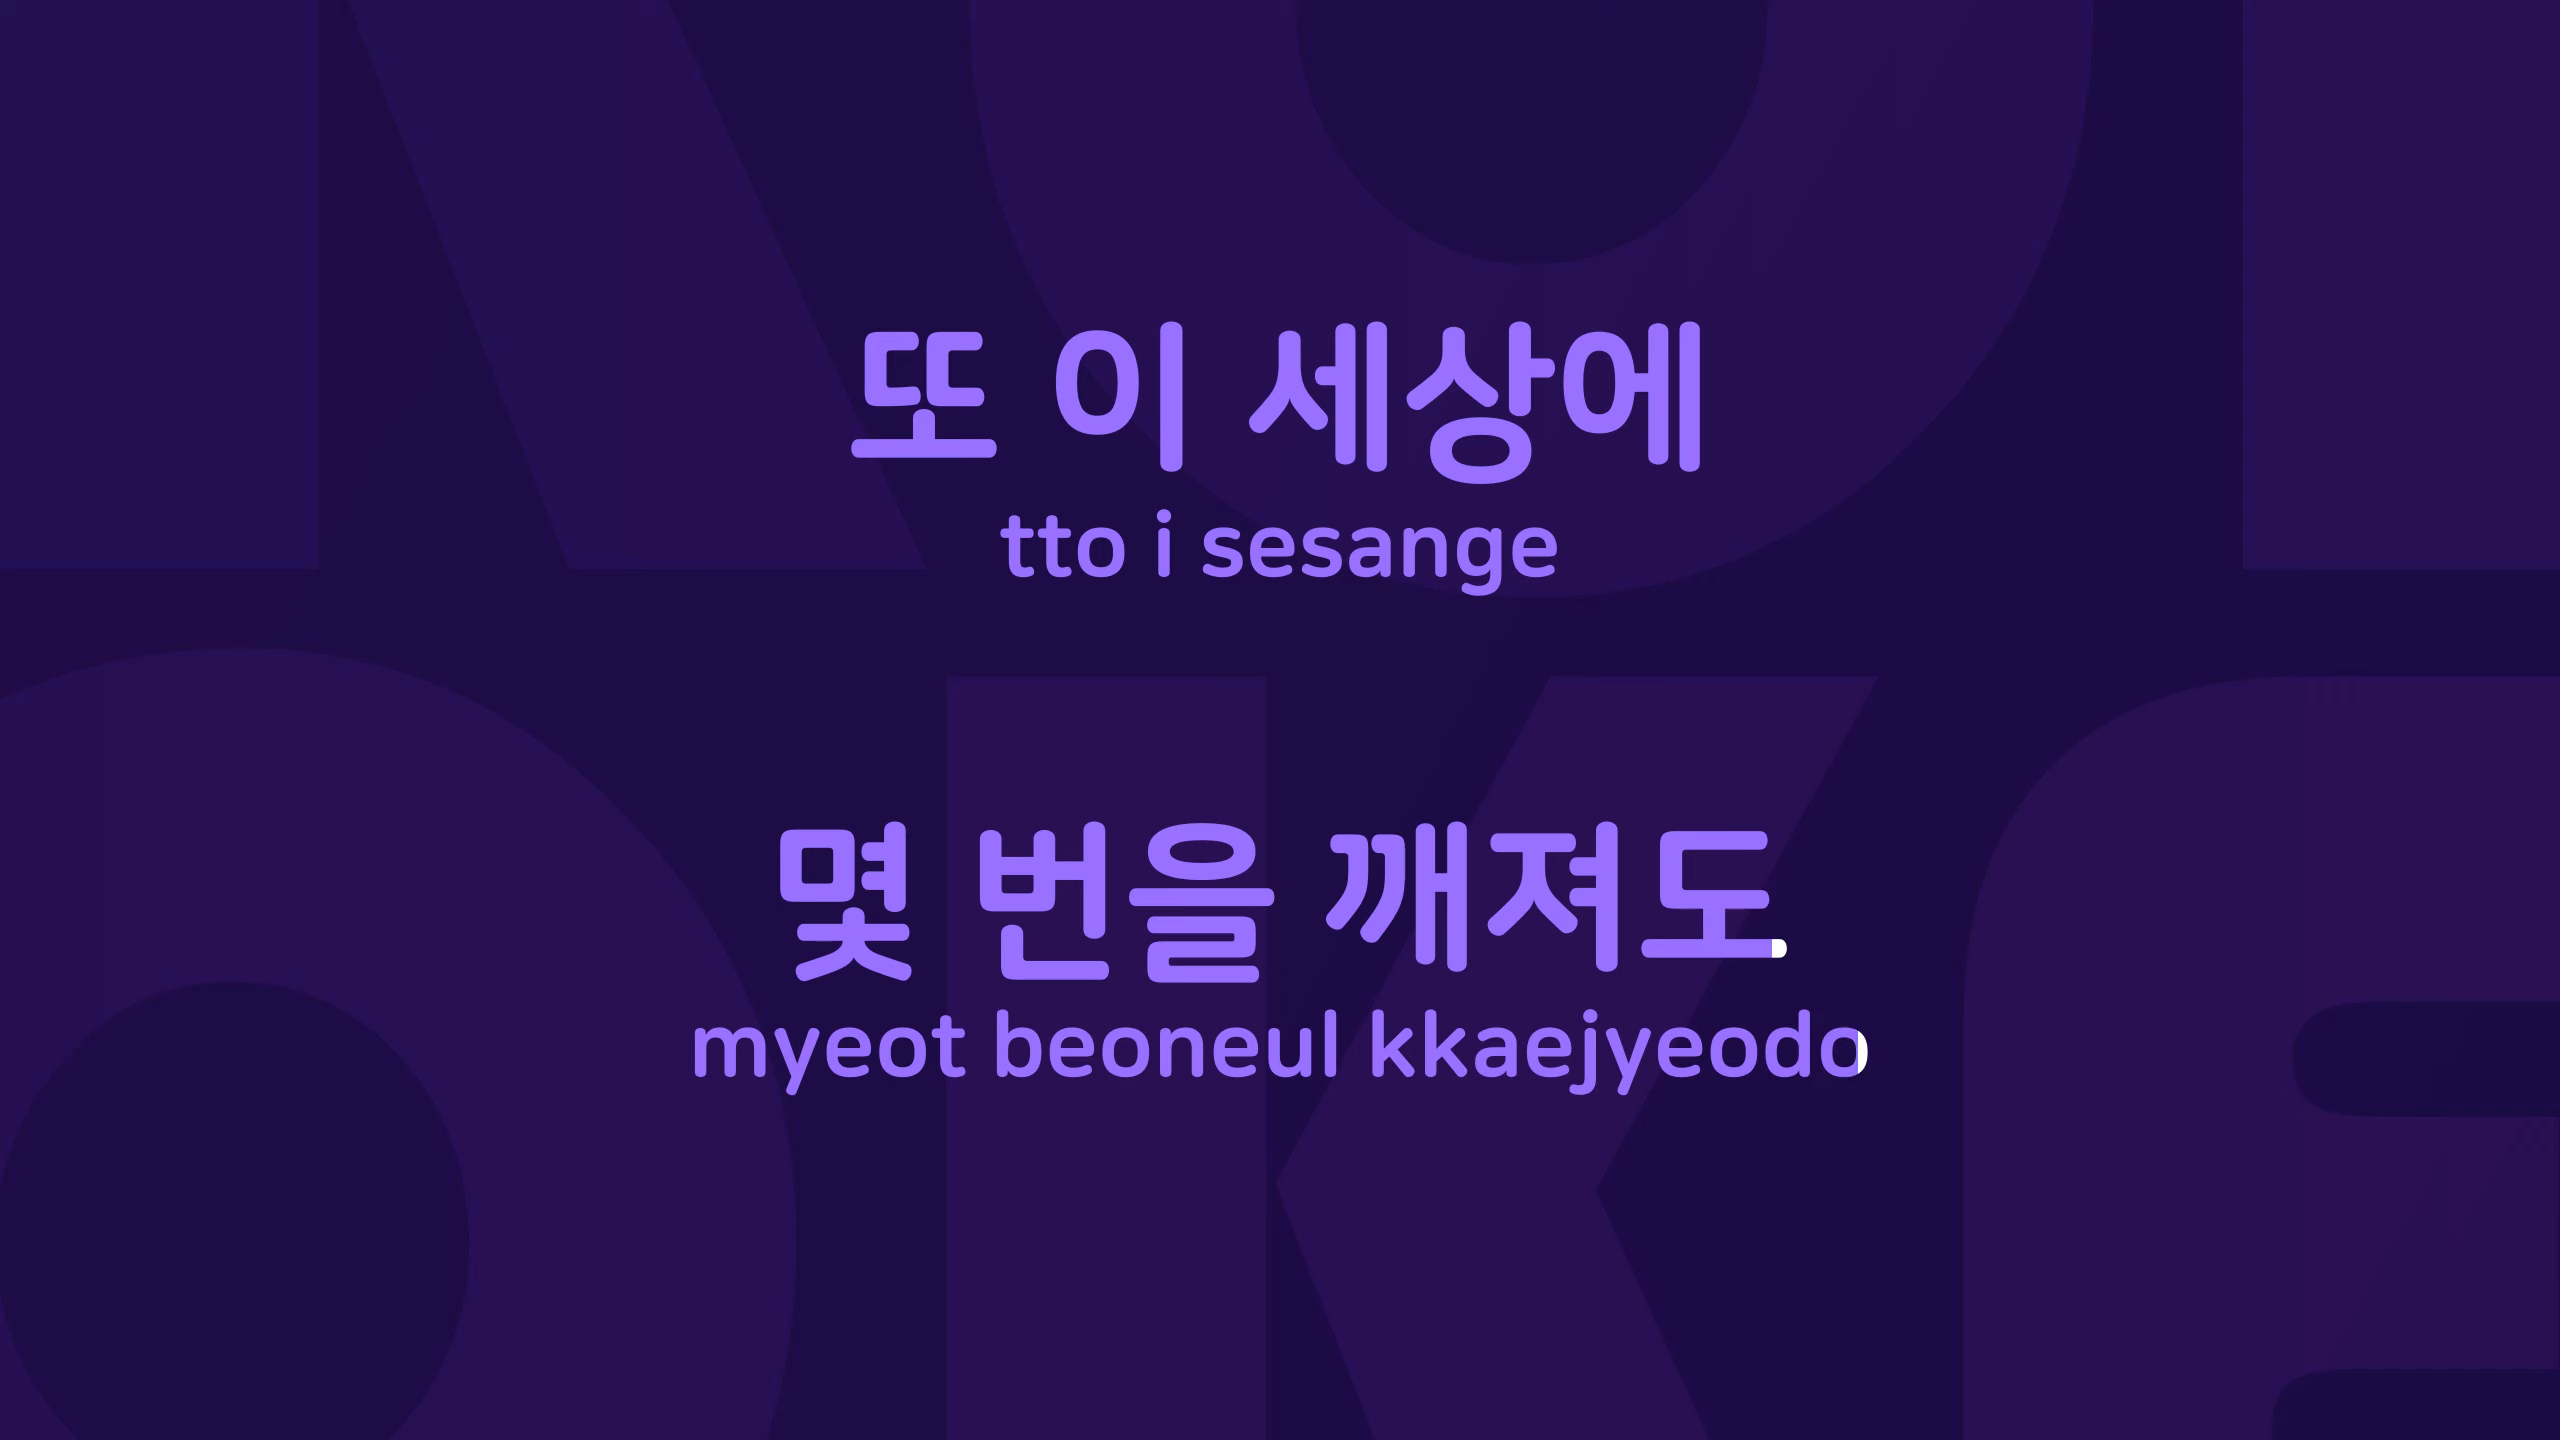 또 이 세상에
tto i sesange
몇 번을 깨져도
myeot beoneul kkaejyeodo